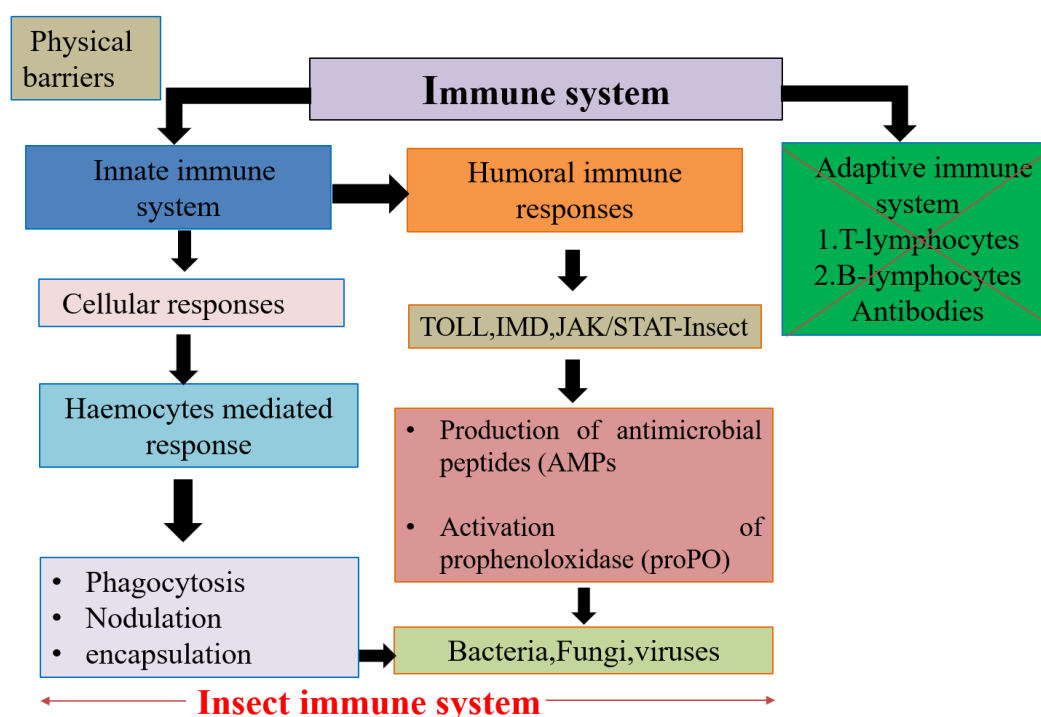 Physical
barriers
Immune system
Innate immune
system
Humoral immune
responses
Adaptive immune
system
1.T-lymphocytes
2.B-lymphocytes
Antibodies
Cellular responses
TOLL,IMD,JAK/STAT-Insect
Haemocytes mediated
response
• Production of antimicrobial
peptides (AMPs
• Activation of
prophenoloxidase (proPO)
• Phagocytosis
• Nodulation
• encapsulation
Bacteria,Fungi,viruses
Insect immune system